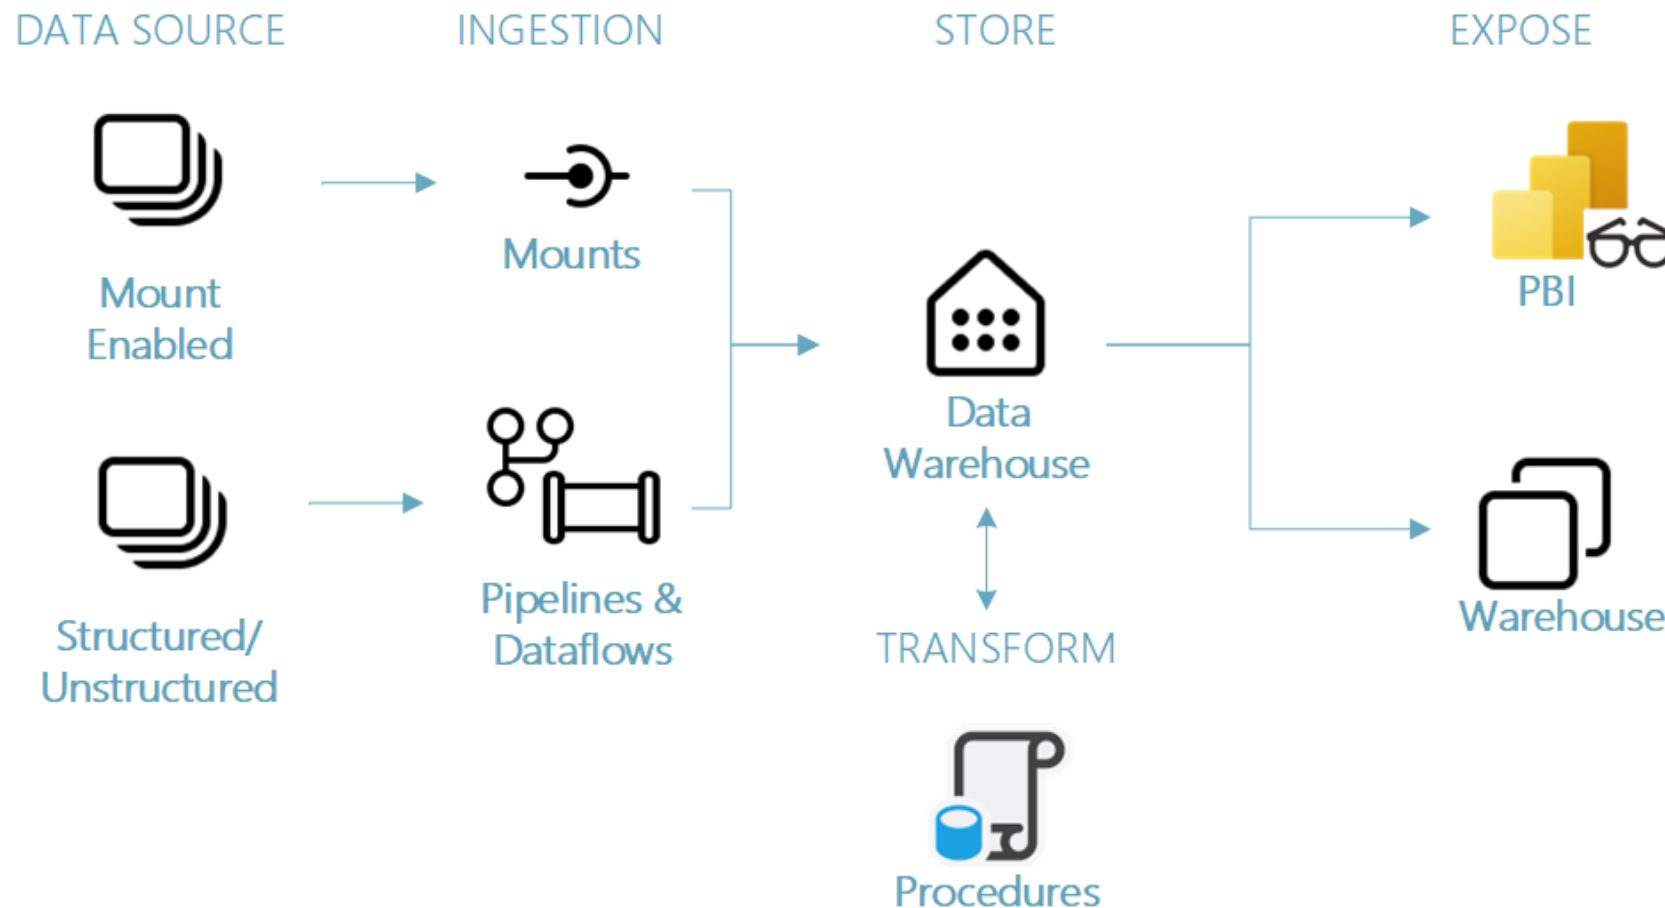 DATA SOURCE
INGESTION
STORE
EXPOSE
Mount
Enabled
Mounts
PBI
Data
Warehouse
Structured/
Unstructured
Pipelines &
Dataflows
TRANSFORM
Warehouse
Procedures